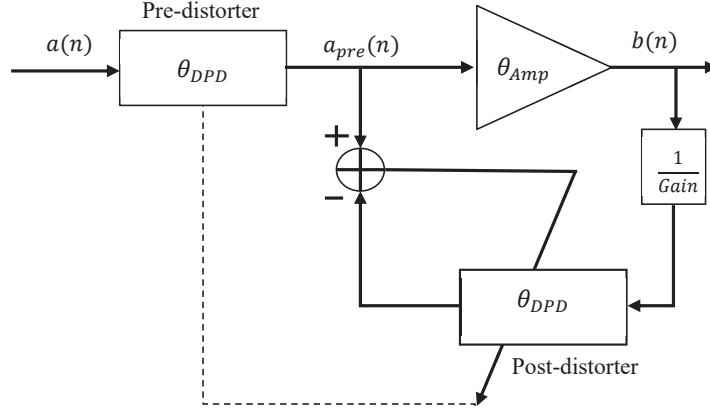 Pre-distorter
a(n)
θ_DPD
a_pre(n)
θ_Amp
b(n)
+
−
1
Gain
θ_DPD
Post-distorter